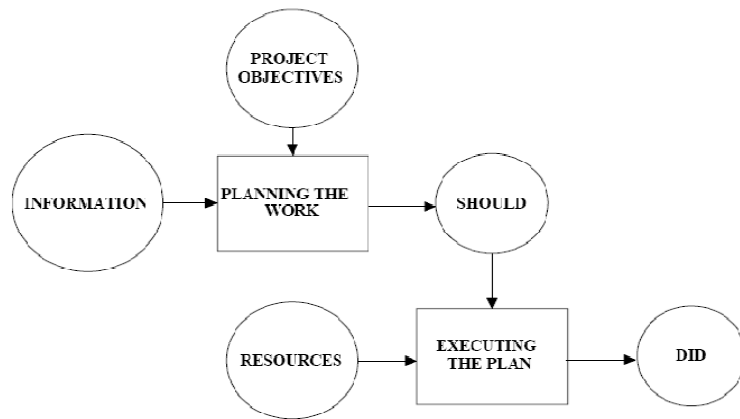 PROJECT
OBJECTIVES
INFORMATION
PLANNING THE
WORK
SHOULD
RESOURCES
EXECUTING
THE PLAN
DID